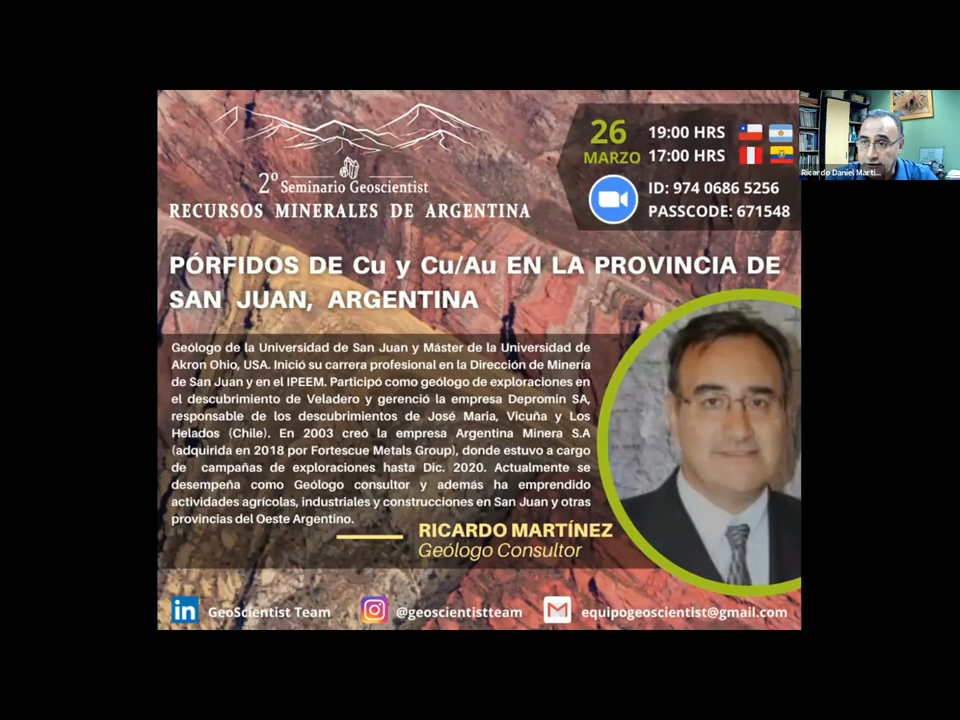 26
MARZO
19:00 HRS
17:00 HRS
ID: 974 0686 5256
PASSCODE: 671548
Ricardo Daniel Marti...
2º Seminario Geoscientist
RECURSOS MINERALES DE ARGENTINA
PÓRFIDOS DE Cu y Cu/Au EN LA PROVINCIA DE
SAN JUAN, ARGENTINA
Geólogo de la Universidad de San Juan y Máster de la Universidad de
Akron Ohio, USA. Inició su carrera profesional en la Dirección de Minería
de San Juan y en el IPEEM. Participó como geólogo de exploraciones en
el descubrimiento de Veladero y gerenció la empresa Depromin SA,
responsable de los descubrimientos de José Maria, Vicuña y Los
Helados (Chile). En 2003 creó la empresa Argentina Minera S.A
(adquirida en 2018 por Fortescue Metals Group), donde estuvo a cargo
de campañas de exploraciones hasta Dic. 2020. Actualmente se
desempeña como Geólogo consultor y además ha emprendido
actividades agrícolas, industriales y construcciones en San Juan y otras
provincias del Oeste Argentino.
RICARDO MARTÍNEZ
Geólogo Consultor
in GeoScientist Team
@geoscientistteam
equipogeoscientist@gmail.com